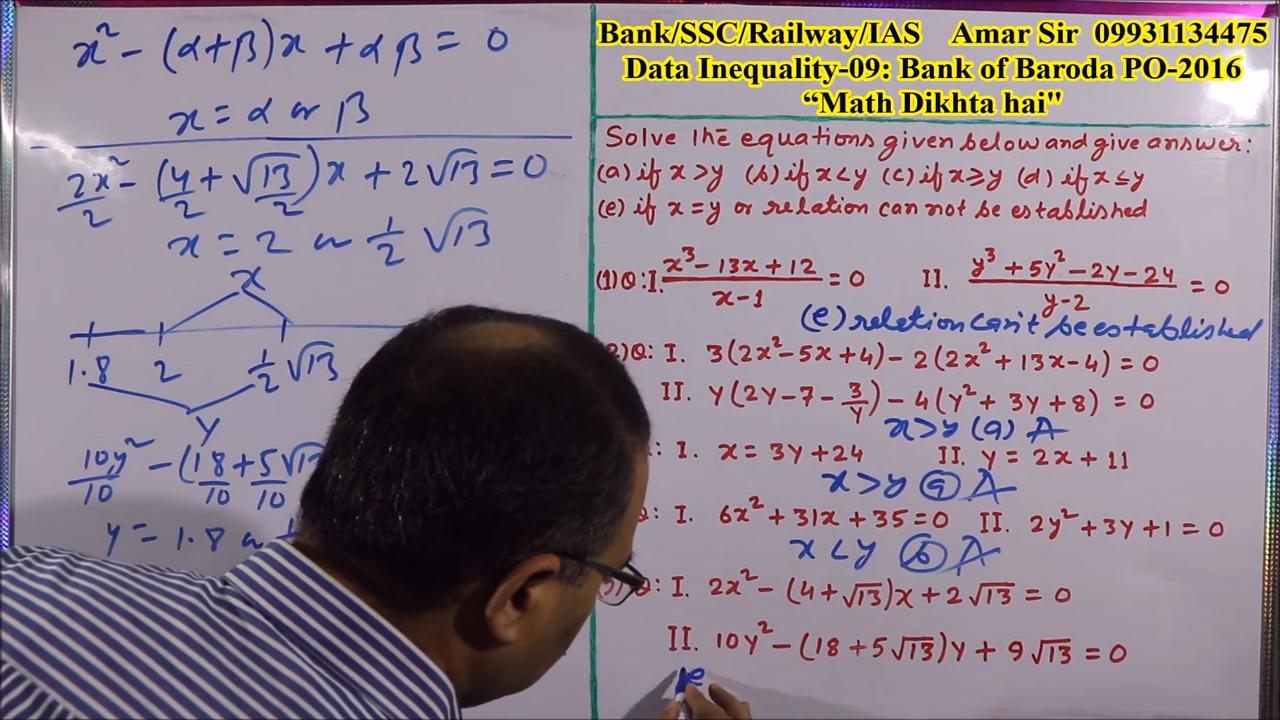 x² - (α+β)x + αβ = 0
x = α or β
2x²/2 - (4/2 + √13/2)x + 2√13 = 0
x = 2 or 1/2 √13
x
1.8 2 1/2 √13
y
10y²/10 - (18/10 + 5√13/10
y = 1.8 or
Bank/SSC/Railway/IAS Amar Sir 09931134475
Data Inequality-09: Bank of Baroda PO-2016
“Math Dikhta hai"
Solve the equations given below and give answer:
(a) if x>y (b) if x<y (c) if x≥y (d) if x≤y
(e) if x=y or relation can not be established
(1)Q: I. (x³-13x+12)/(x-1) = 0 II. (y³+5y²-2y-24)/(y-2) = 0
(e) relation can't be established
2)Q: I. 3(2x²-5x+4) - 2(2x²+13x-4) = 0
II. y(2y-7-3/y) - 4(y²+3y+8) = 0
x>y (a) A
: I. x = 3y+24 II. y = 2x+11
x>y (a) A
Q: I. 6x²+31x+35=0 II. 2y²+3y+1=0
x<y (b) A
Q: I. 2x² - (4+√13)x + 2√13 = 0
II. 10y² - (18+5√13)y + 9√13 = 0
e